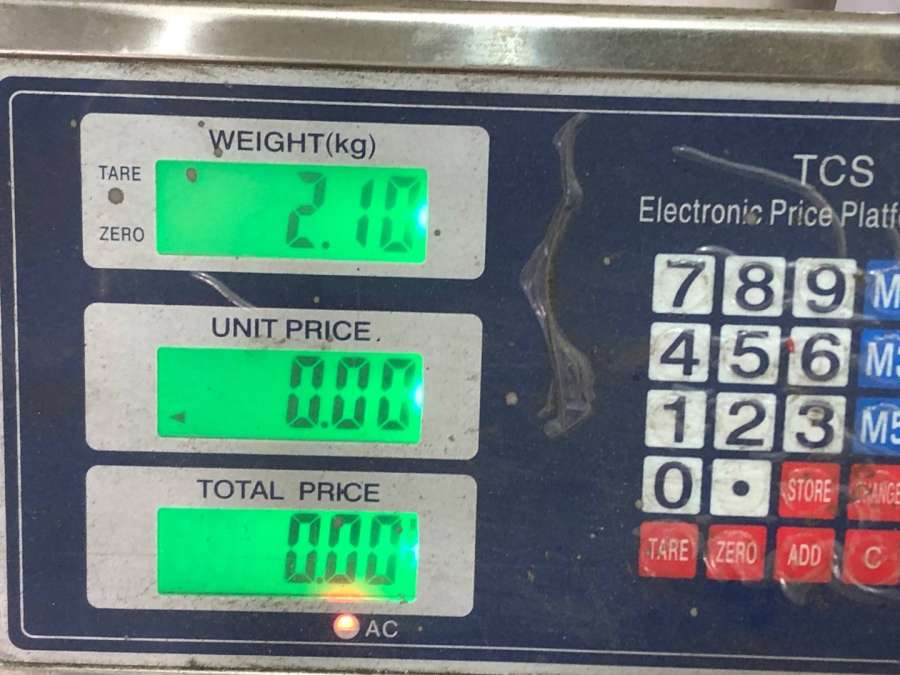 WEIGHT(kg)
TARE
ZERO
2.10
UNIT PRICE
0.00
TOTAL PRICE
0.00
AC
TCS
Electronic Price
7 8 9
4 5 6
1 2 3 M5
0 . STORE
TARE ZERO ADD C